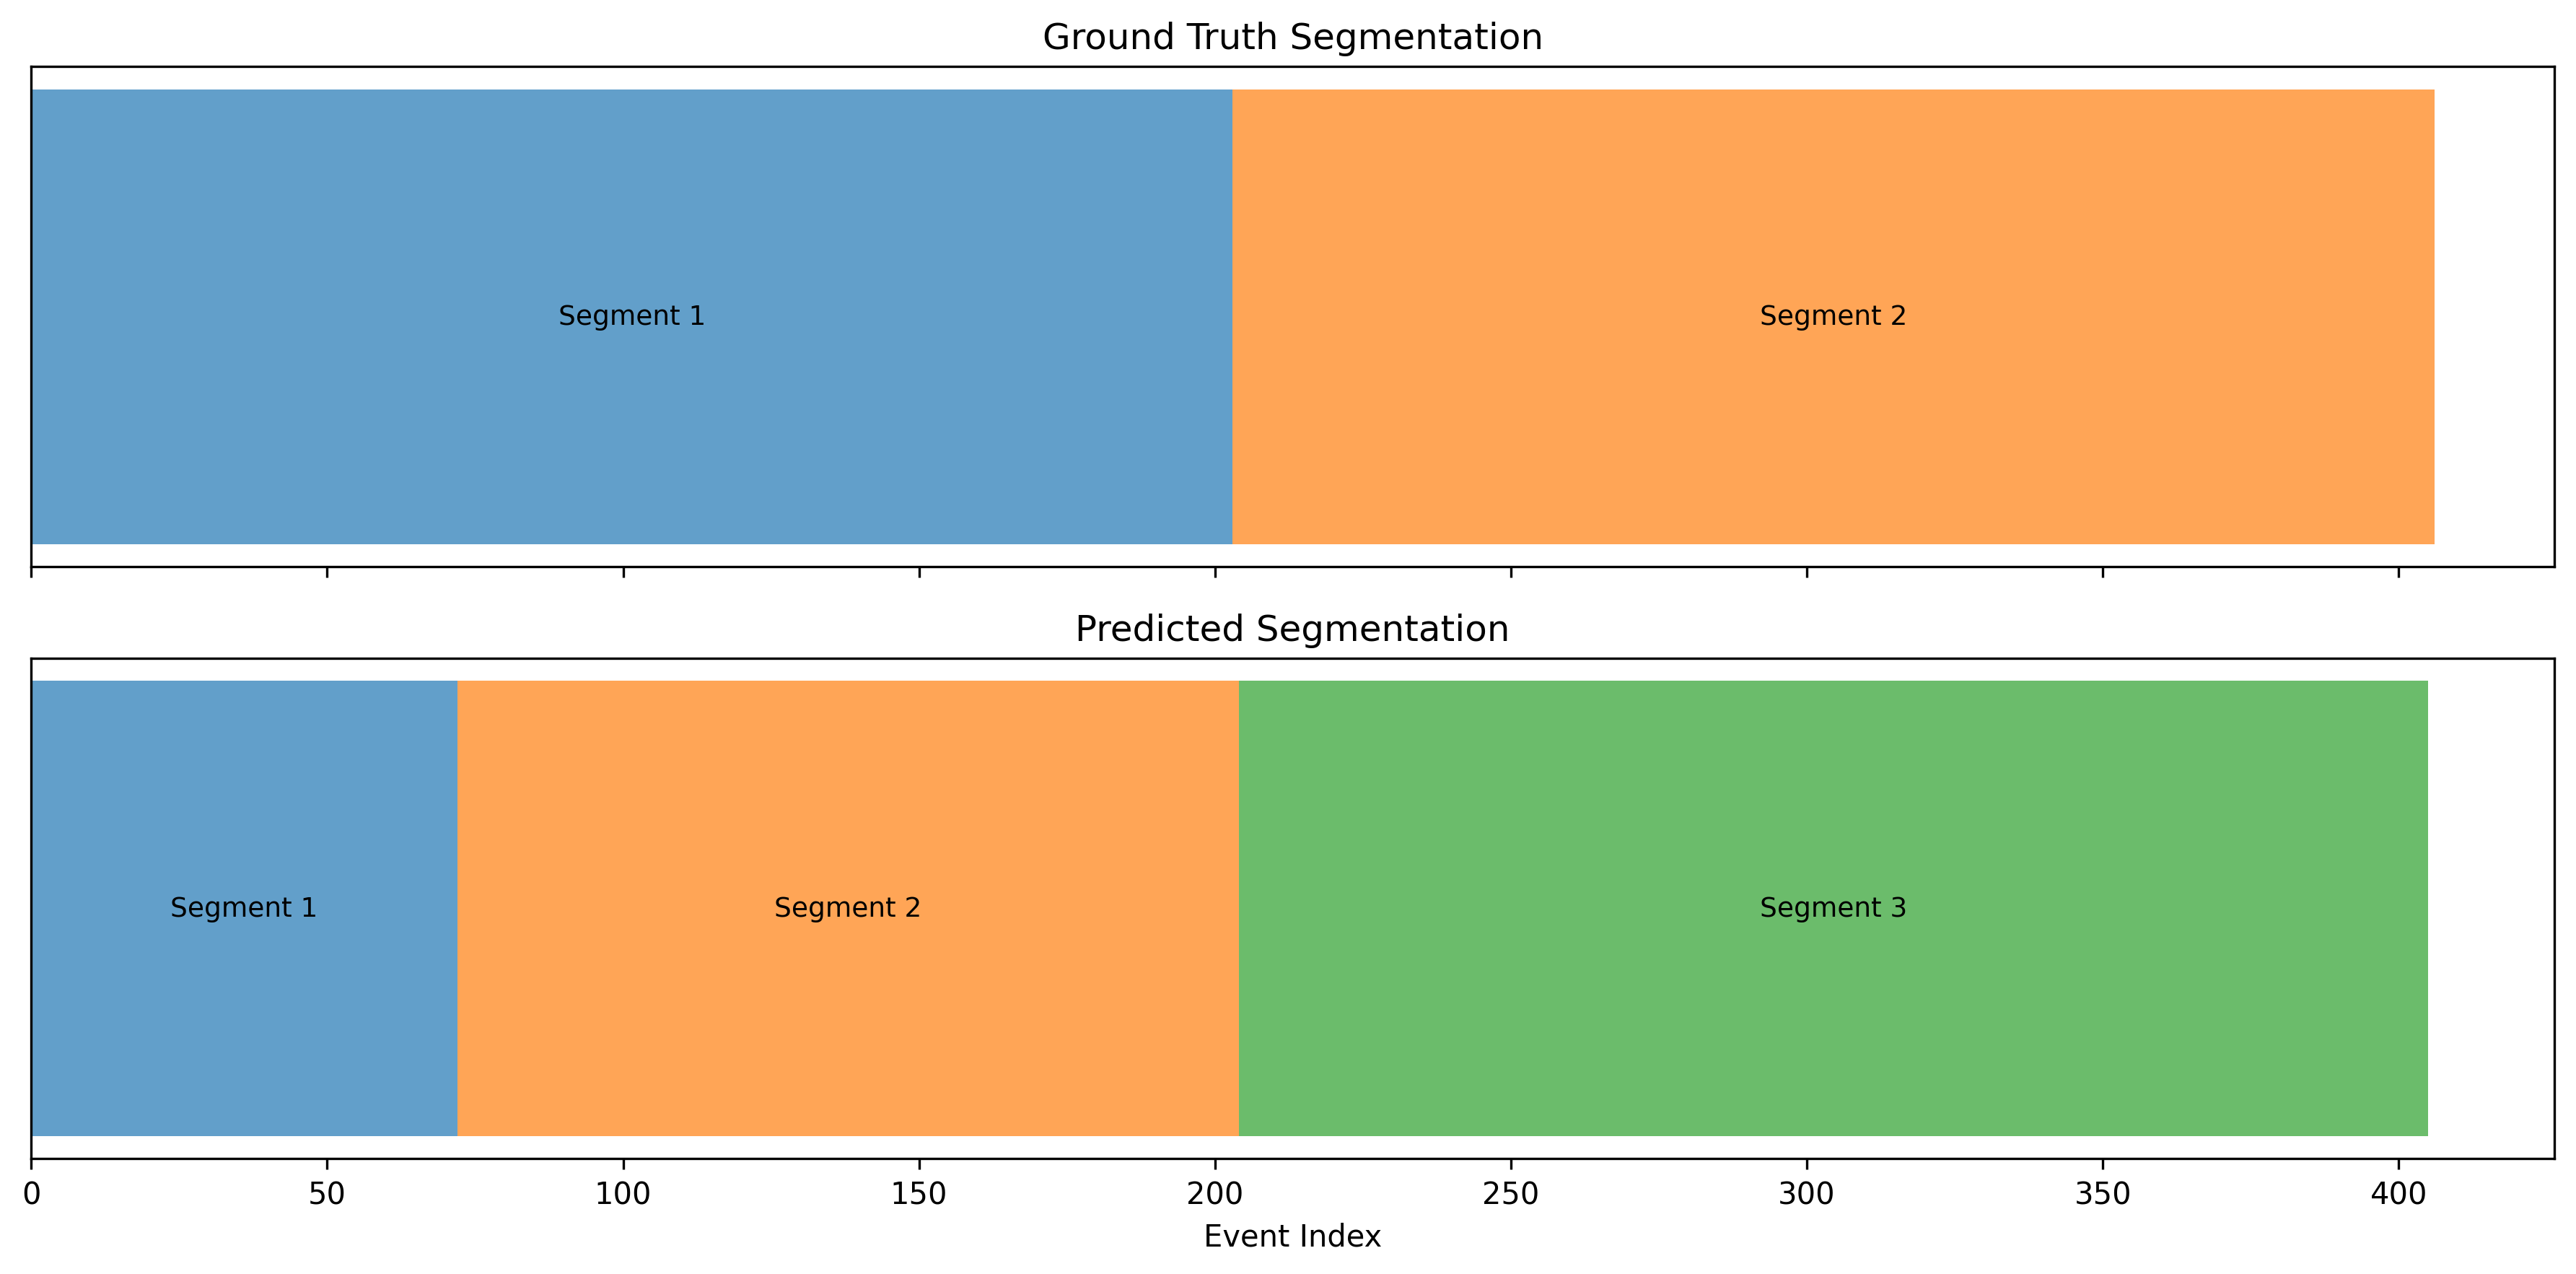 Ground Truth Segmentation
Segment 1 Segment 2
Predicted Segmentation
Segment 1 Segment 2 Segment 3
0 50 100 150 200 250 300 350 400
Event Index